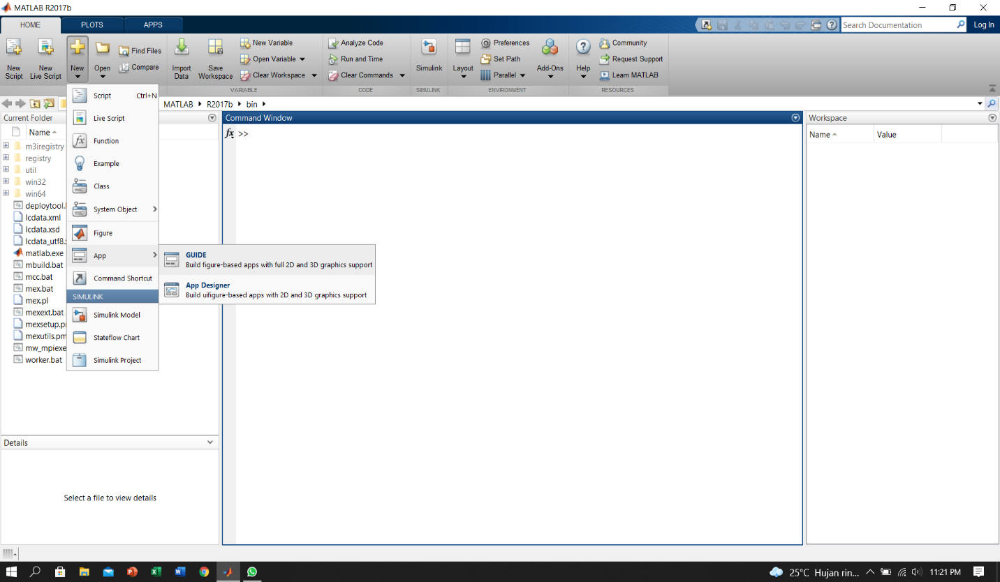 MATLAB R2017b
HOME
PLOTS
APPS
Search Documentation
Log In
New Script
New Live Script
New
Open
Find Files
Compare
Import Data
Save Workspace
New Variable
Open Variable
Clear Workspace
Analyze Code
Run and Time
Clear Commands
Simulink
Layout
Preferences
Set Path
Parallel
Add-Ons
Help
Community
Request Support
Learn MATLAB
VARIABLE
CODE
SIMULINK
ENVIRONMENT
RESOURCES
MATLAB
R2017b
bin
Script Ctrl+N
Live Script
Function
Example
Class
System Object
Figure
App
Command Shortcut
SIMULINK
Simulink Model
Stateflow Chart
Simulink Project
GUIDE
Build figure-based apps with full 2D and 3D graphics support
App Designer
Build uifigure-based apps with 2D and 3D graphics support
Current Folder
Name
m3iregistry
registry
util
win32
win64
deploytool.
lcdata.xml
lcdata.xsd
lcdata_utf8.
matlab.exe
mbuild.bat
mcc.bat
mex.bat
mex.pl
mexext.bat
mexsetup.p
mexutils.pm
mw_mpiexe
worker.bat
Details
Select a file to view details
Command Window
fx >>
Workspace
Name
Value
25°C Hujan rin...
11:21 PM